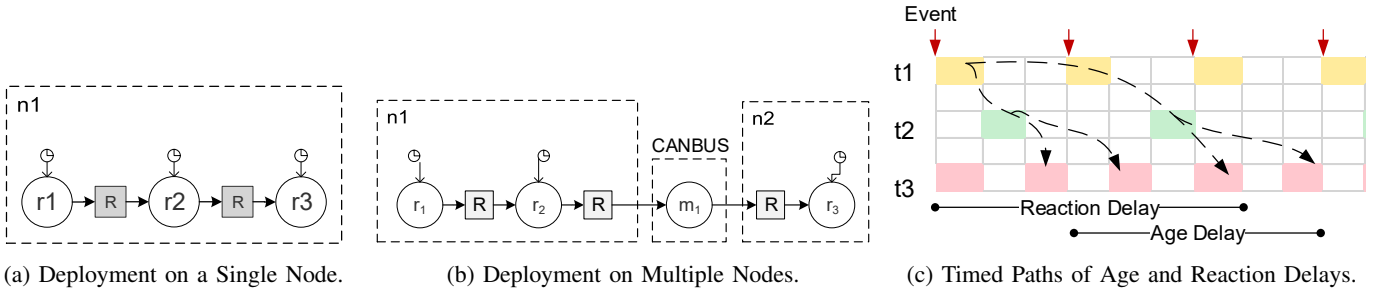 n1
r1 R r2 R r3
(a) Deployment on a Single Node.
n1
CANBUS
n2
r1 R r2 R m1 R r3
(b) Deployment on Multiple Nodes.
Event
t1
t2
t3
Reaction Delay
Age Delay
(c) Timed Paths of Age and Reaction Delays.